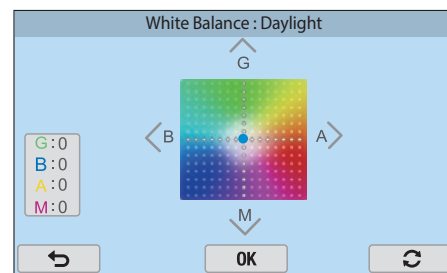 White Balance : Daylight
G
B
A
G:0
B:0
A:0
M:0
M
OK